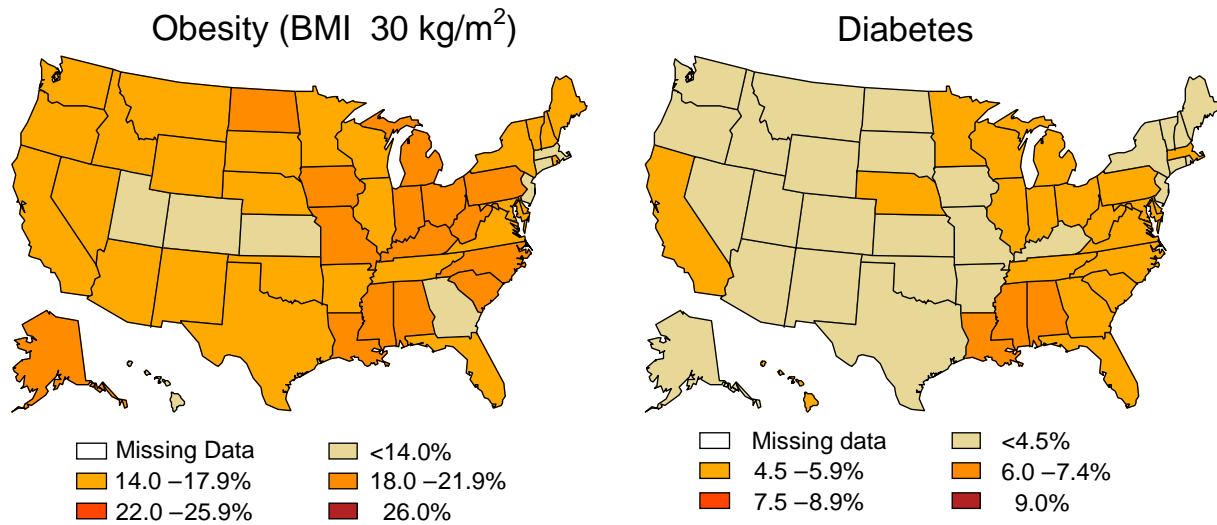 Obesity (BMI 30 kg/m²)
Diabetes
Missing Data
<14.0%
14.0 –17.9%
18.0 –21.9%
22.0 –25.9%
26.0%
Missing data
<4.5%
4.5 –5.9%
6.0 –7.4%
7.5 –8.9%
9.0%